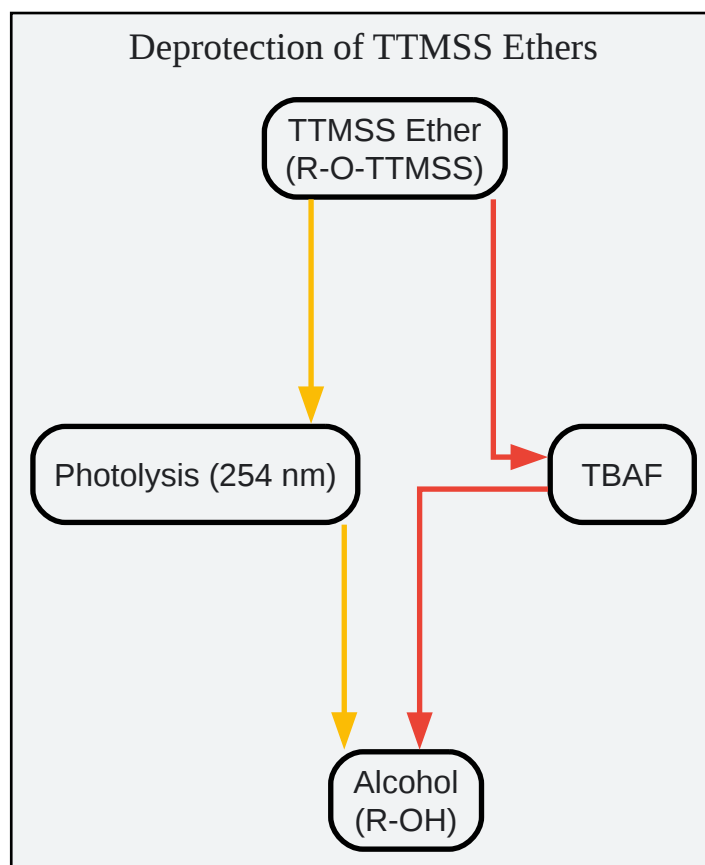 Deprotection of TTMSS Ethers
TTMSS Ether
(R-O-TTMSS)
Photolysis (254 nm)
TBAF
Alcohol
(R-OH)